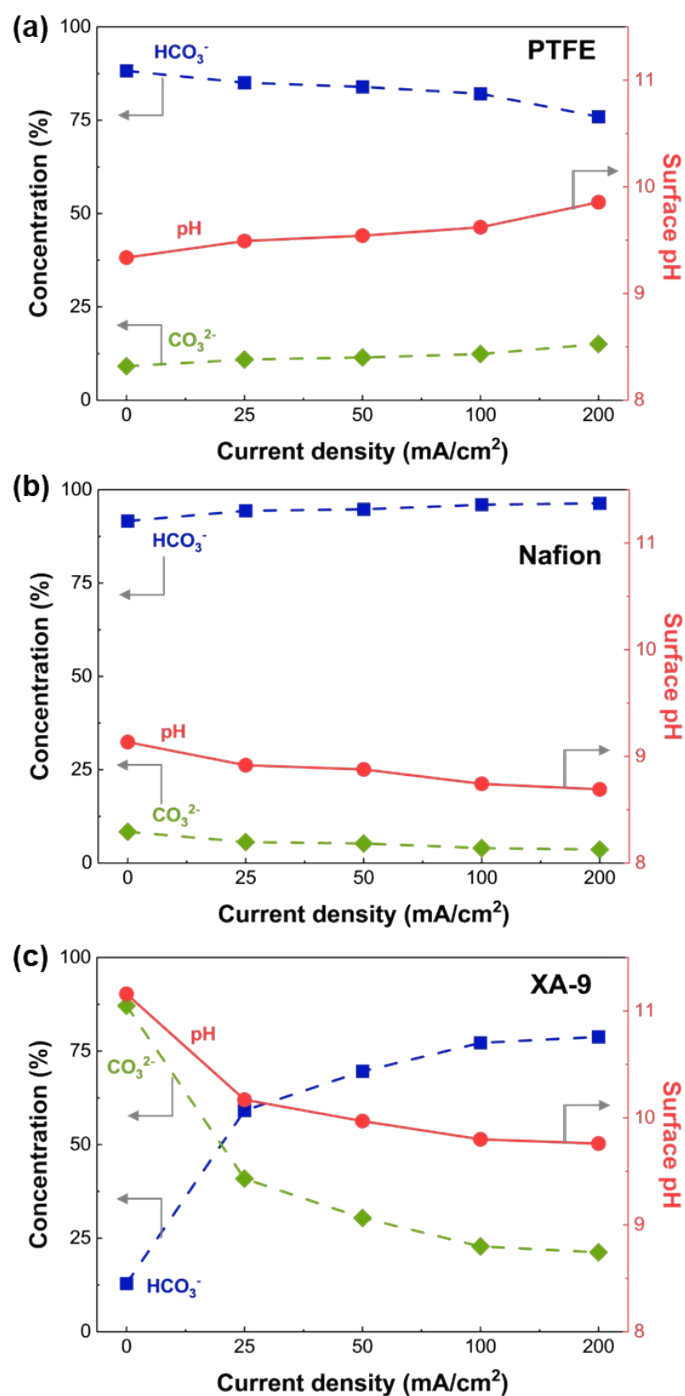 (a)
PTFE
HCO₃⁻
pH
CO₃²⁻
Concentration (%)
100
75
50
25
0
Surface pH
11
10
9
8
0 25 50 100 200
Current density (mA/cm²)
(b)
Nafion
HCO₃⁻
pH
CO₃²⁻
Concentration (%)
100
75
50
25
0
Surface pH
11
10
9
8
0 25 50 100 200
Current density (mA/cm²)
(c)
XA-9
pH
CO₃²⁻
HCO₃⁻
Concentration (%)
100
75
50
25
0
Surface pH
11
10
9
8
0 25 50 100 200
Current density (mA/cm²)